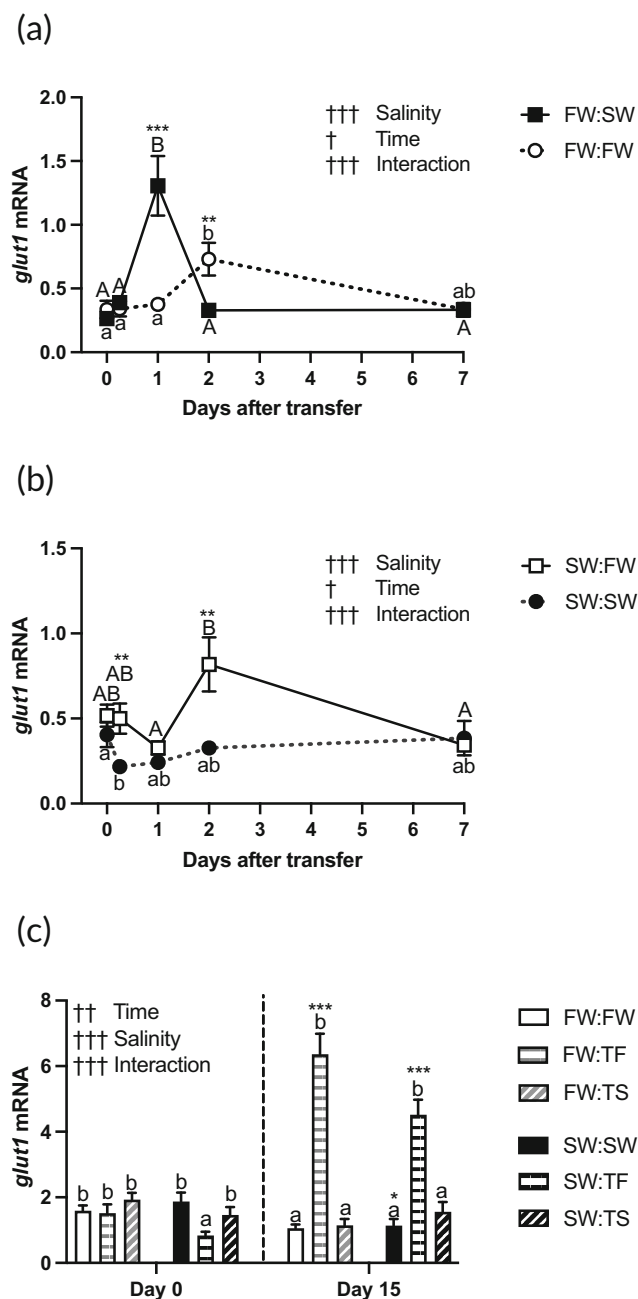 (a)
2.0
1.5
1.0
0.5
0.0
glut1 mRNA
††† Salinity
† Time
††† Interaction
FW:SW
FW:FW
***
B
**
b
A
A
a
a
a
A
ab
A
0 1 2 3 4 5 6 7
Days after transfer
(b)
1.5
1.0
0.5
0.0
glut1 mRNA
††† Salinity
† Time
††† Interaction
SW:FW
SW:SW
**
B
**
AB
AB
A
A
a
b
ab
ab
ab
0 1 2 3 4 5 6 7
Days after transfer
(c)
8
6
4
2
0
glut1 mRNA
†† Time
††† Salinity
††† Interaction
FW:FW
FW:TF
FW:TS
SW:SW
SW:TF
SW:TS
***
b
***
b
b b b b a b
*
a a a a
Day 0 Day 15